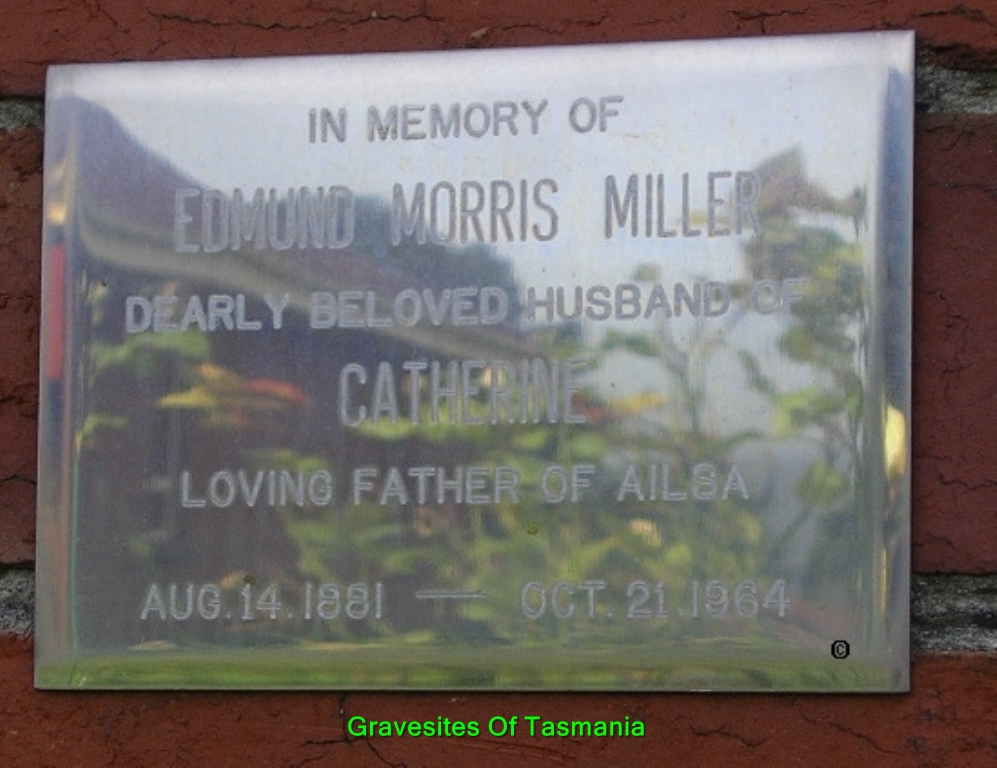 IN MEMORY OF
EDMUND MORRIS MILLER
DEARLY BELOVED HUSBAND OF
CATHERINE
LOVING FATHER OF AILSA
AUG.14.1881 — OCT.21.1964
©
Gravesites Of Tasmania